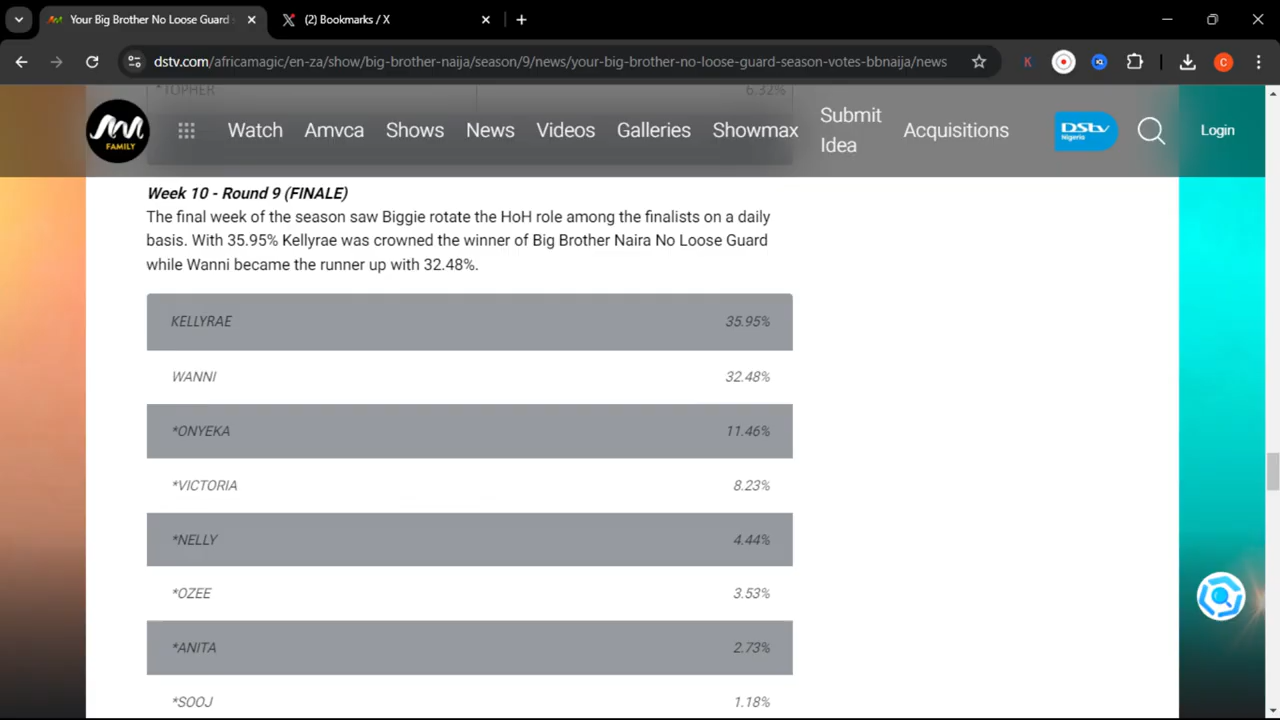 Your Big Brother No Loose Guard
(2) Bookmarks / X
dstv.com/africamagic/en-za/show/big-brother-naija/season/9/news/your-big-brother-no-loose-guard-season-votes-bbnaija/news
K
C
*TOPHER 6.32%
FAMILY
Watch Amvca Shows News Videos Galleries Showmax Submit Idea Acquisitions
DStv
Nigeria
Login
Week 10 - Round 9 (FINALE)
The final week of the season saw Biggie rotate the HoH role among the finalists on a daily
basis. With 35.95% Kellyrae was crowned the winner of Big Brother Naira No Loose Guard
while Wanni became the runner up with 32.48%.
KELLYRAE 35.95%
WANNI 32.48%
*ONYEKA 11.46%
*VICTORIA 8.23%
*NELLY 4.44%
*OZEE 3.53%
*ANITA 2.73%
*SOOJ 1.18%